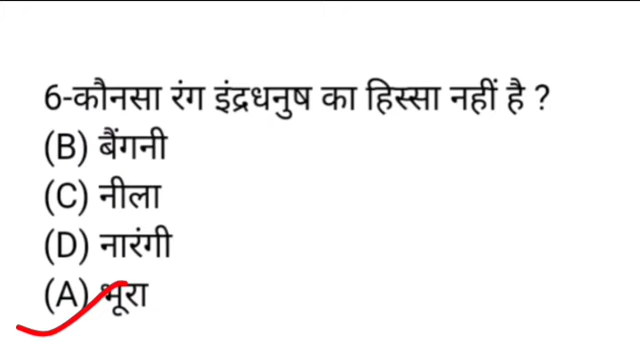 6-कौनसा रंग इंद्रधनुष का हिस्सा नहीं है ?
(B) बैंगनी
(C) नीला
(D) नारंगी
(A) भूरा